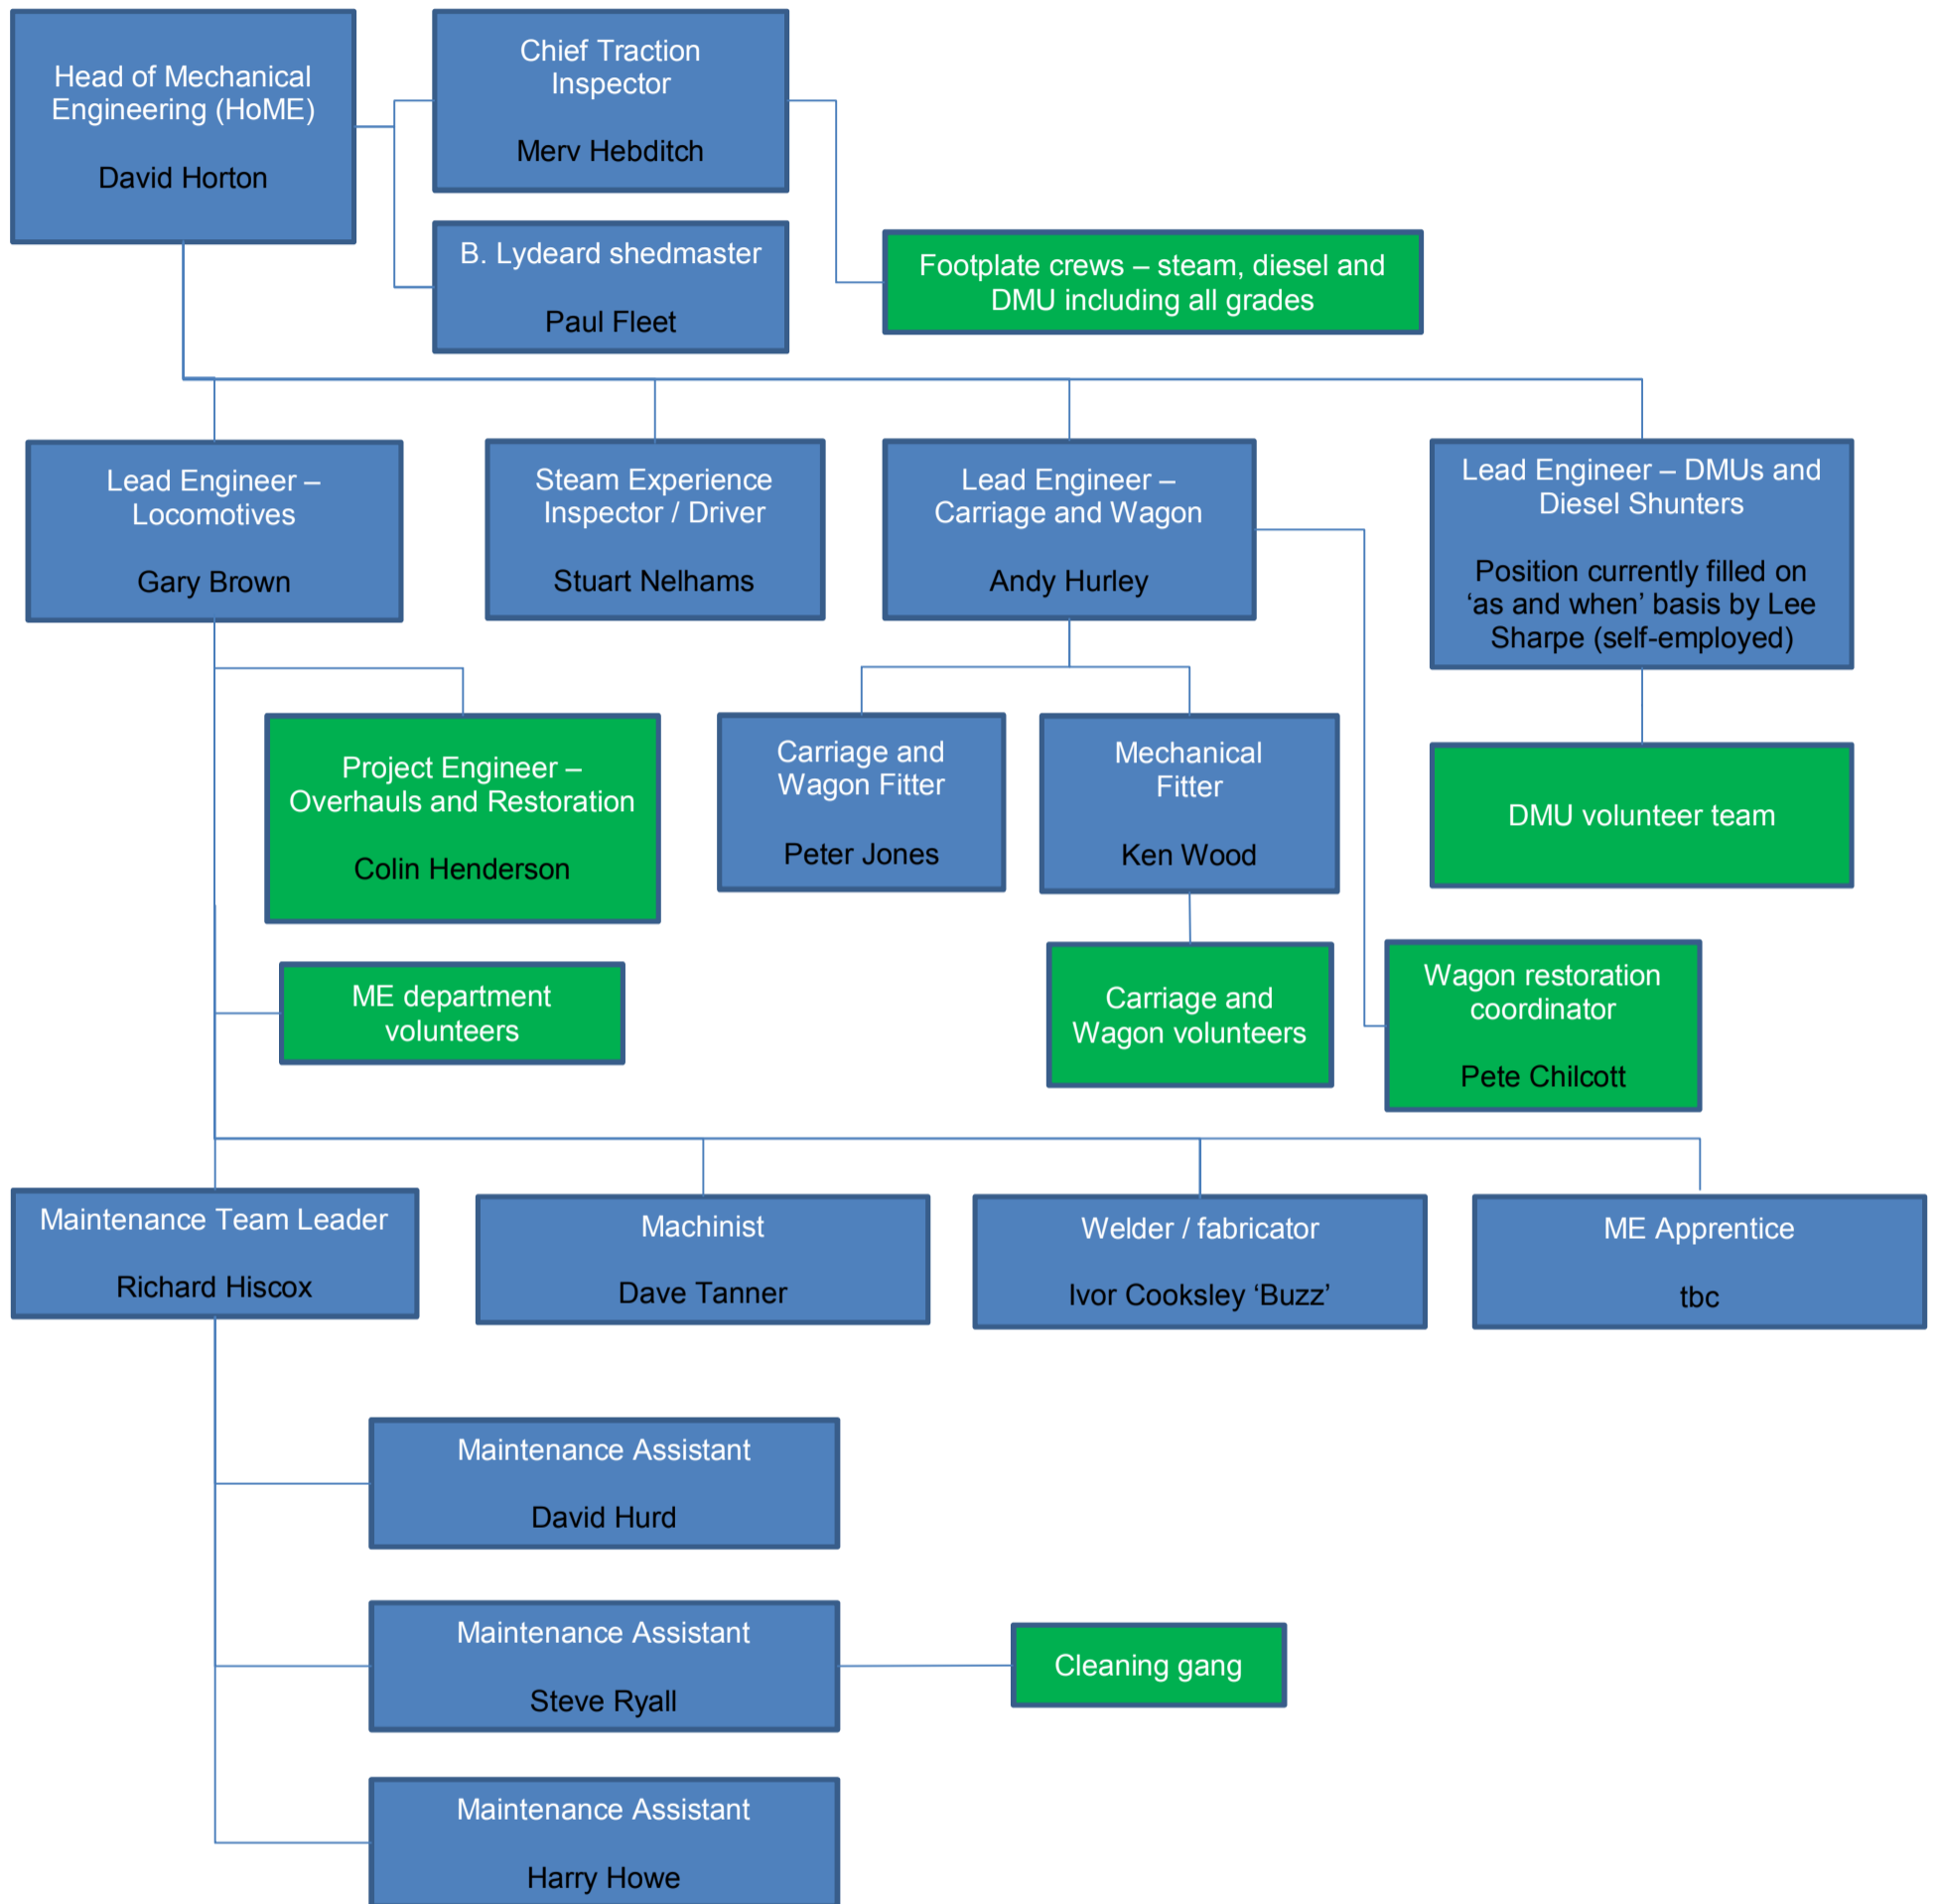 Head of Mechanical
Engineering (HoME)
David Horton
Chief Traction
Inspector
Merv Hebditch
B. Lydeard shedmaster
Paul Fleet
Footplate crews – steam, diesel and
DMU including all grades
Lead Engineer –
Locomotives
Gary Brown
Steam Experience
Inspector / Driver
Stuart Nelhams
Lead Engineer –
Carriage and Wagon
Andy Hurley
Lead Engineer – DMUs and
Diesel Shunters
Position currently filled on
‘as and when’ basis by Lee
Sharpe (self-employed)
Project Engineer –
Overhauls and Restoration
Colin Henderson
Carriage and
Wagon Fitter
Peter Jones
Mechanical
Fitter
Ken Wood
DMU volunteer team
ME department
volunteers
Carriage and
Wagon volunteers
Wagon restoration
coordinator
Pete Chilcott
Maintenance Team Leader
Richard Hiscox
Machinist
Dave Tanner
Welder / fabricator
Ivor Cooksley ‘Buzz’
ME Apprentice
tbc
Maintenance Assistant
David Hurd
Maintenance Assistant
Steve Ryall
Cleaning gang
Maintenance Assistant
Harry Howe